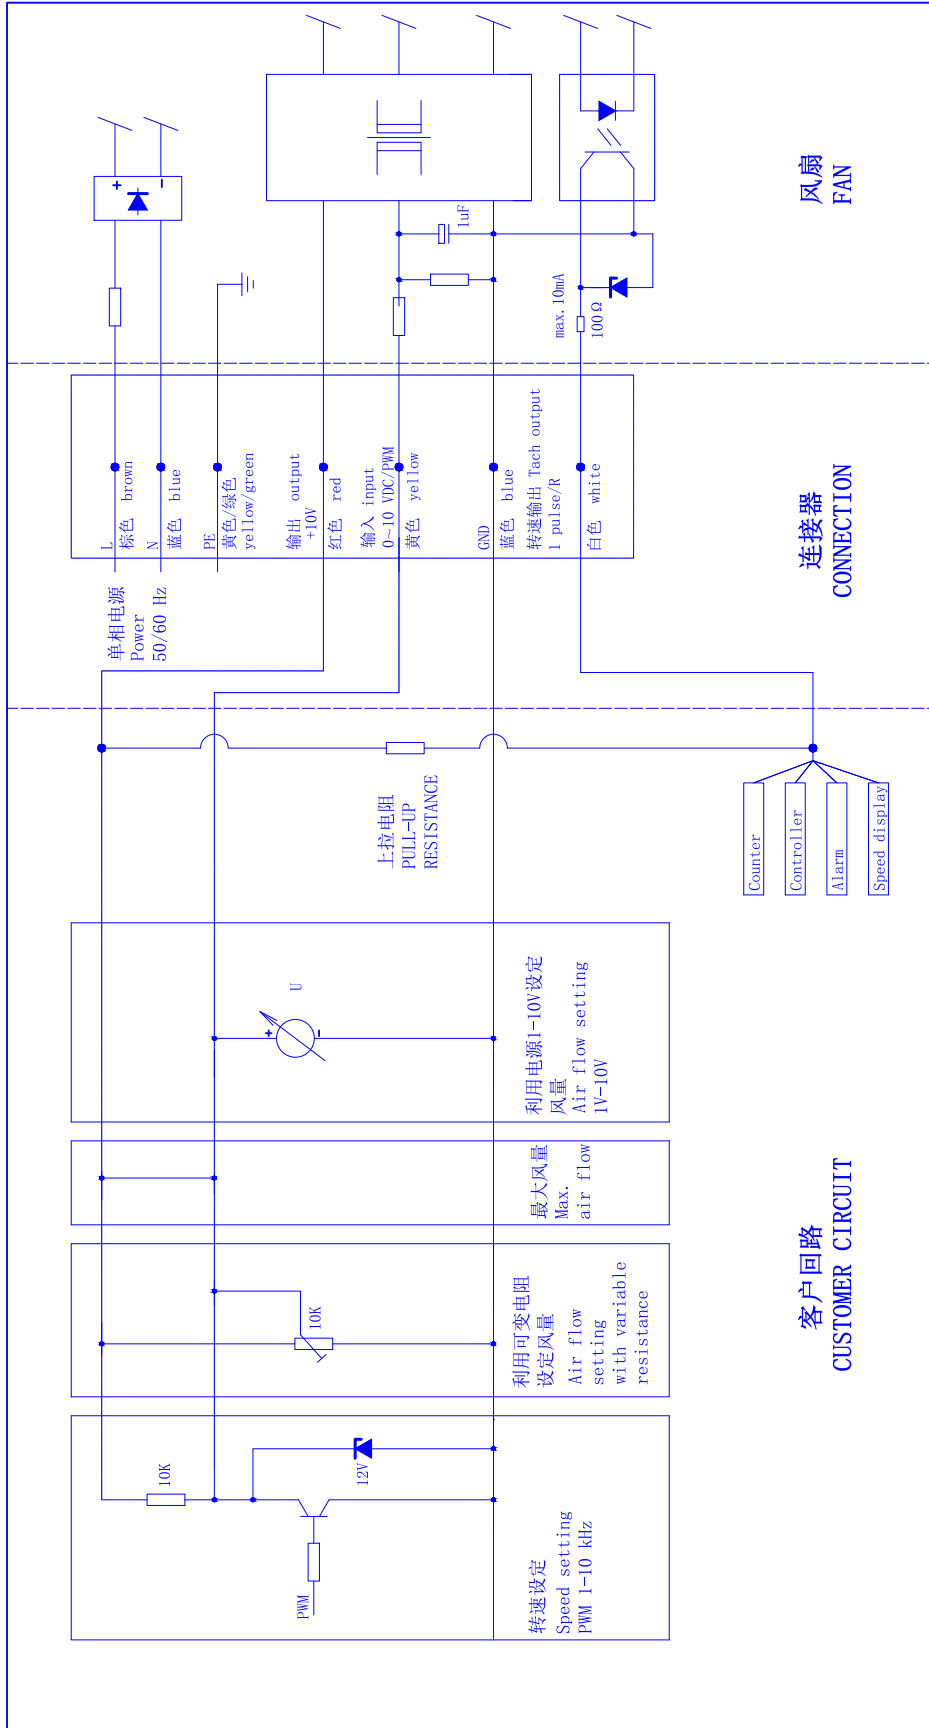 风扇
FAN
+
-
1uF
max.10mA
100Ω
连接器
CONNECTION
L
棕色 brown
N
蓝色 blue
PE
黄色/绿色
yellow/green
输出 output
+10V
红色 red
输入 input
0~10 VDC/PWM
黄色 yellow
GND
蓝色 blue
转速输出 Tach output
1 pulse/R
白色 white
单相电源
Power
50/60 Hz
上拉电阻
PULL-UP
RESISTANCE
Counter
Controller
Alarm
Speed display
客户回路
CUSTOMER CIRCUIT
U
+
-
利用电源1-10V设定
风量
Air flow setting
1V-10V
最大风量
Max.
air flow
10K
利用可变电阻
设定风量
Air flow
setting
with variable
resistance
10K
12V
PWM
转速设定
Speed setting
PWM 1-10 kHz